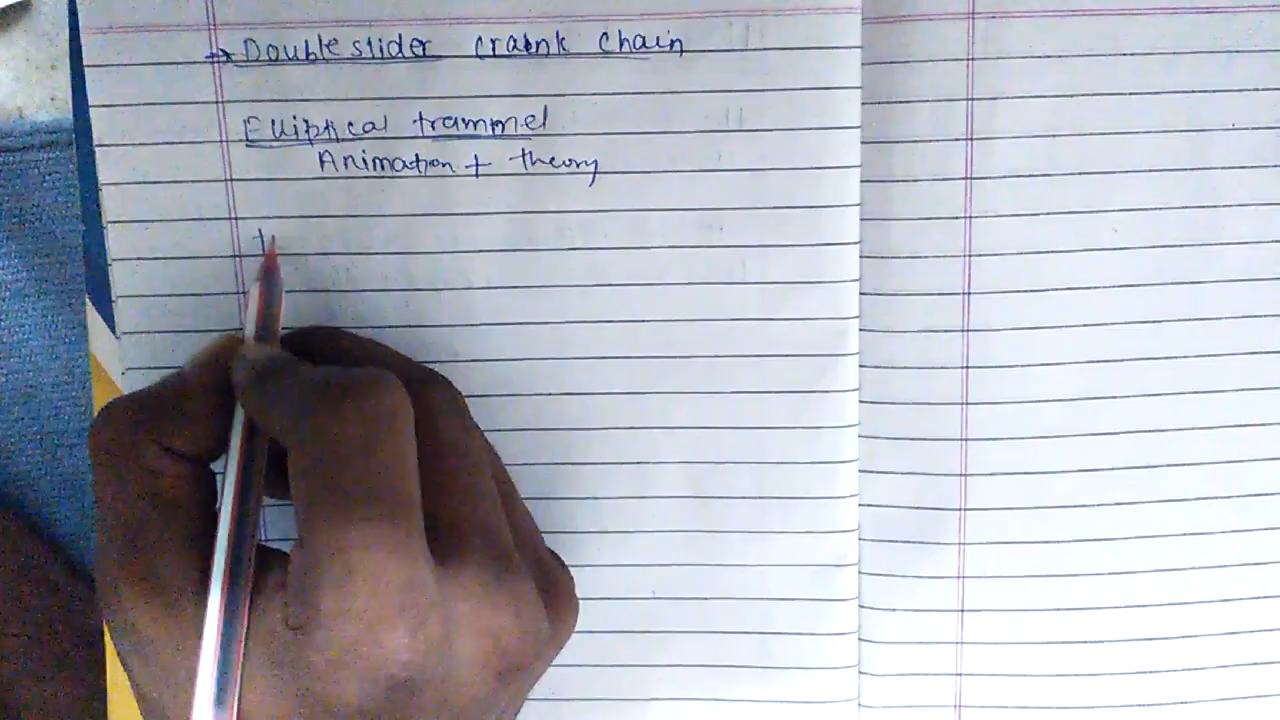 → Double slider crank chain
Elliptical trammel
Animation + theory